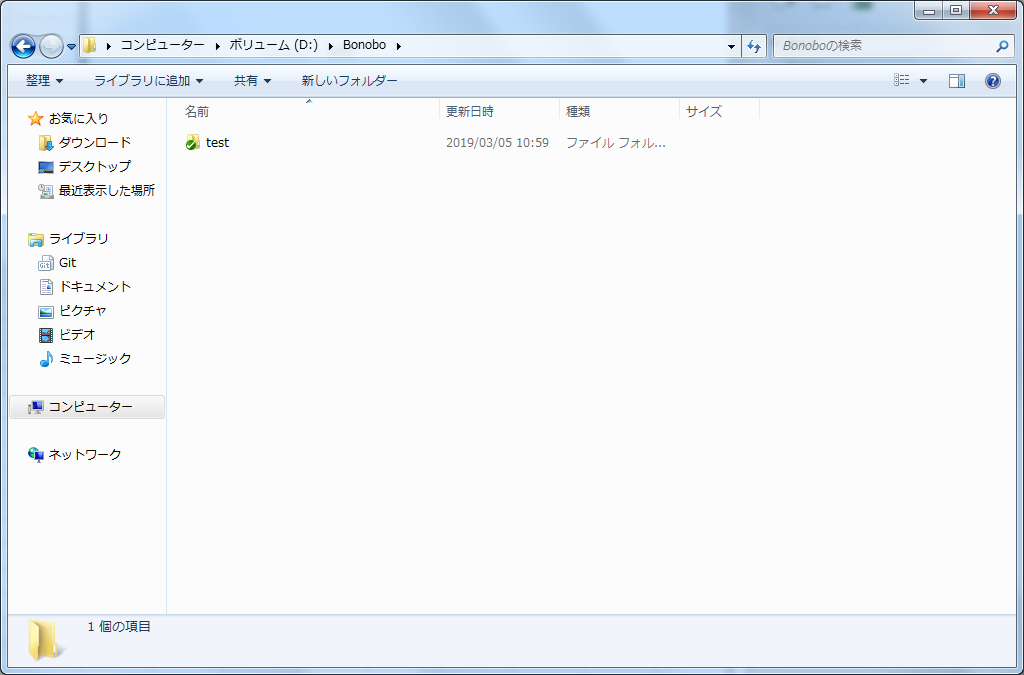 コンピューター ▸ ボリューム (D:) ▸ Bonobo ▸
Bonoboの検索
整理 ライブラリに追加 共有 新しいフォルダー
名前 更新日時 種類 サイズ
test 2019/03/05 10:59 ファイル フォル...
お気に入り
ダウンロード
デスクトップ
最近表示した場所
ライブラリ
Git
ドキュメント
ピクチャ
ビデオ
ミュージック
コンピューター
ネットワーク
1 個の項目